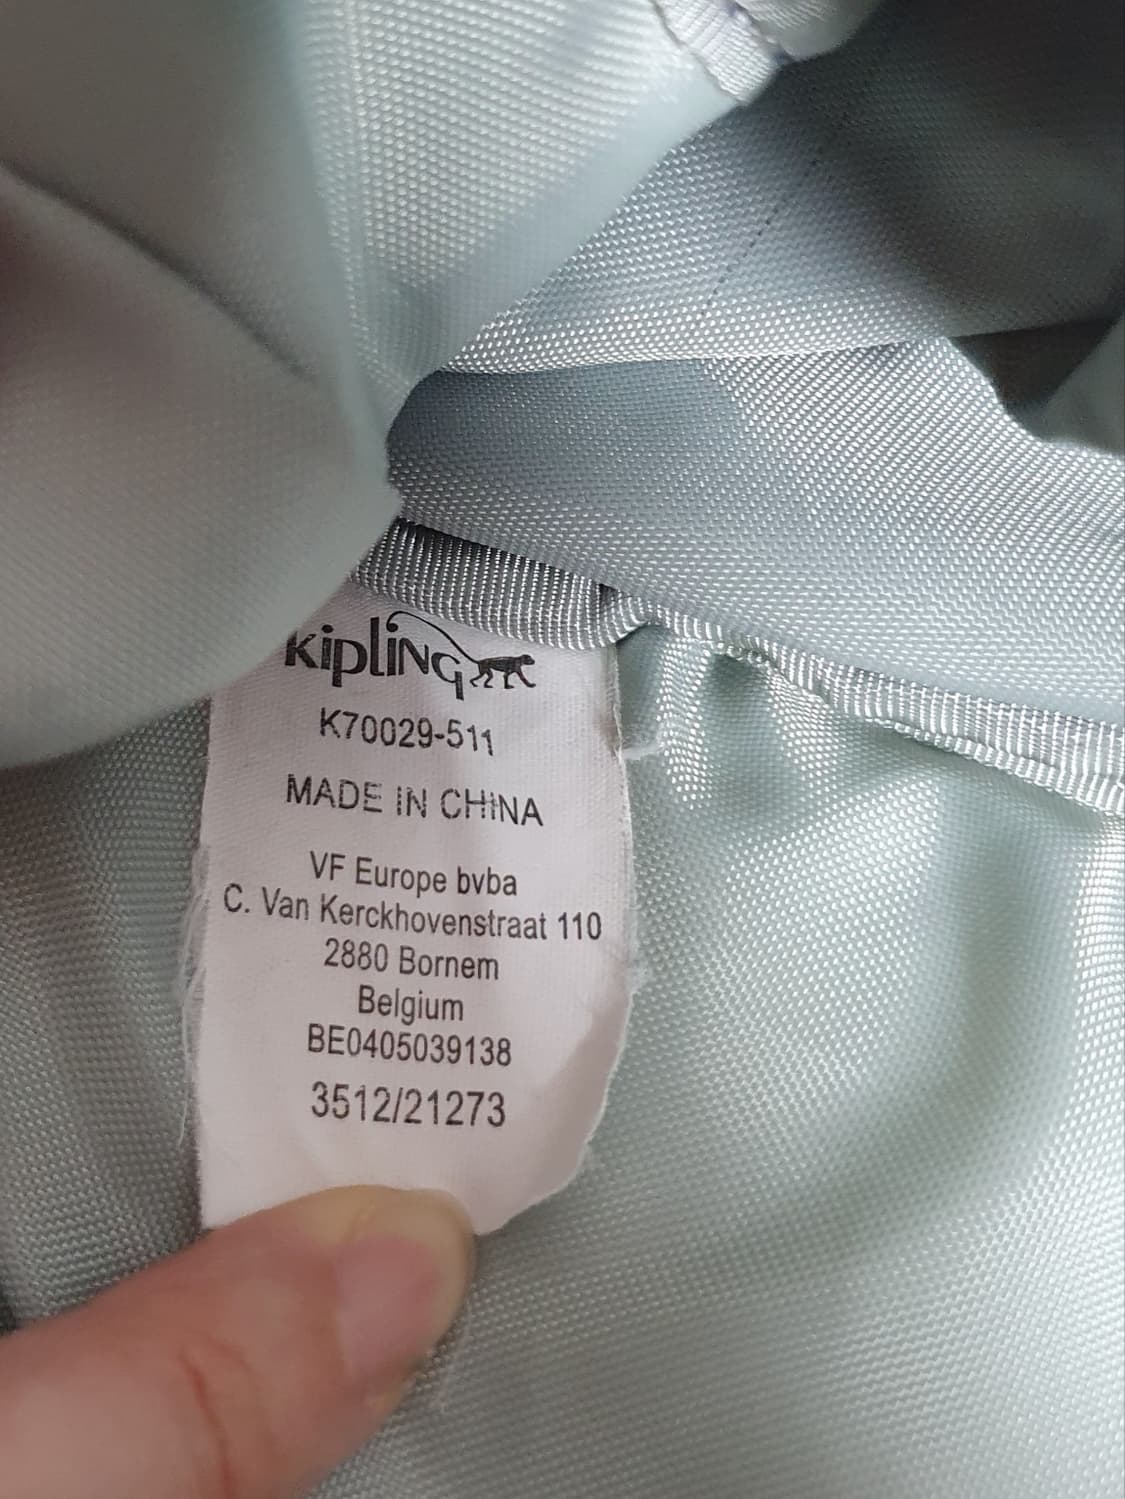 kipling
K70029-511
MADE IN CHINA
VF Europe bvba
C. Van Kerckhovenstraat 110
2880 Bornem
Belgium
BE0405039138
3512/21273